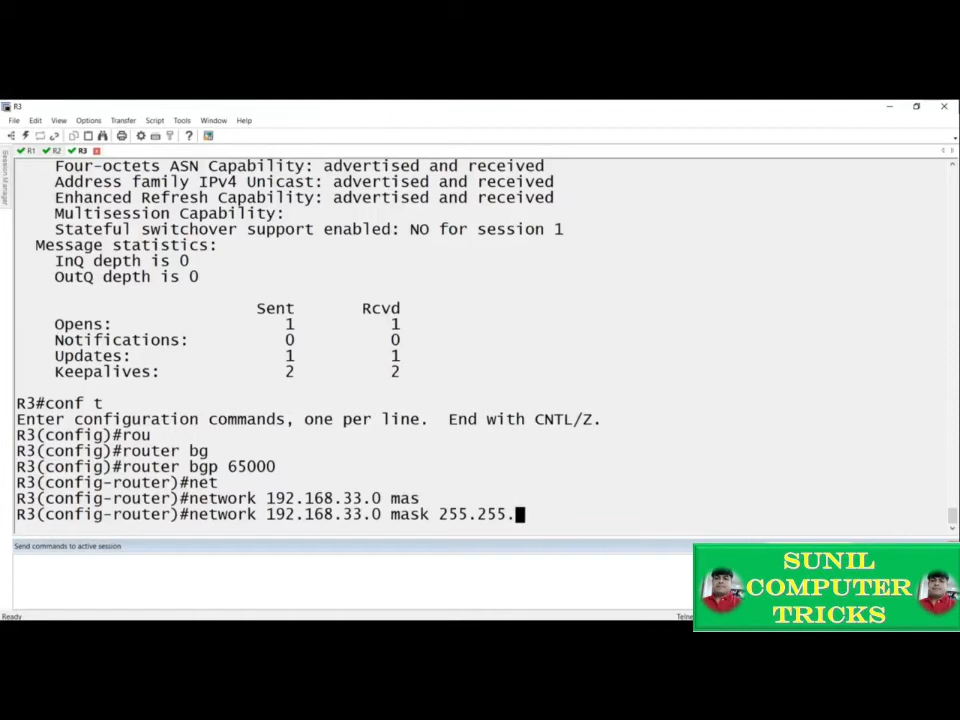 R3
File Edit View Options Transfer Script Tools Window Help
R1 R2 R3
Session Manager
Four-octets ASN Capability: advertised and received
Address family IPv4 Unicast: advertised and received
Enhanced Refresh Capability: advertised and received
Multisession Capability:
Stateful switchover support enabled: NO for session 1
Message statistics:
InQ depth is 0
OutQ depth is 0
Sent Rcvd
Opens: 1 1
Notifications: 0 0
Updates: 1 1
Keepalives: 2 2
R3#conf t
Enter configuration commands, one per line. End with CNTL/Z.
R3(config)#rou
R3(config)#router bg
R3(config)#router bgp 65000
R3(config-router)#net
R3(config-router)#network 192.168.33.0 mas
R3(config-router)#network 192.168.33.0 mask 255.255.
Send commands to active session
SUNIL
COMPUTER
TRICKS
Ready Telne